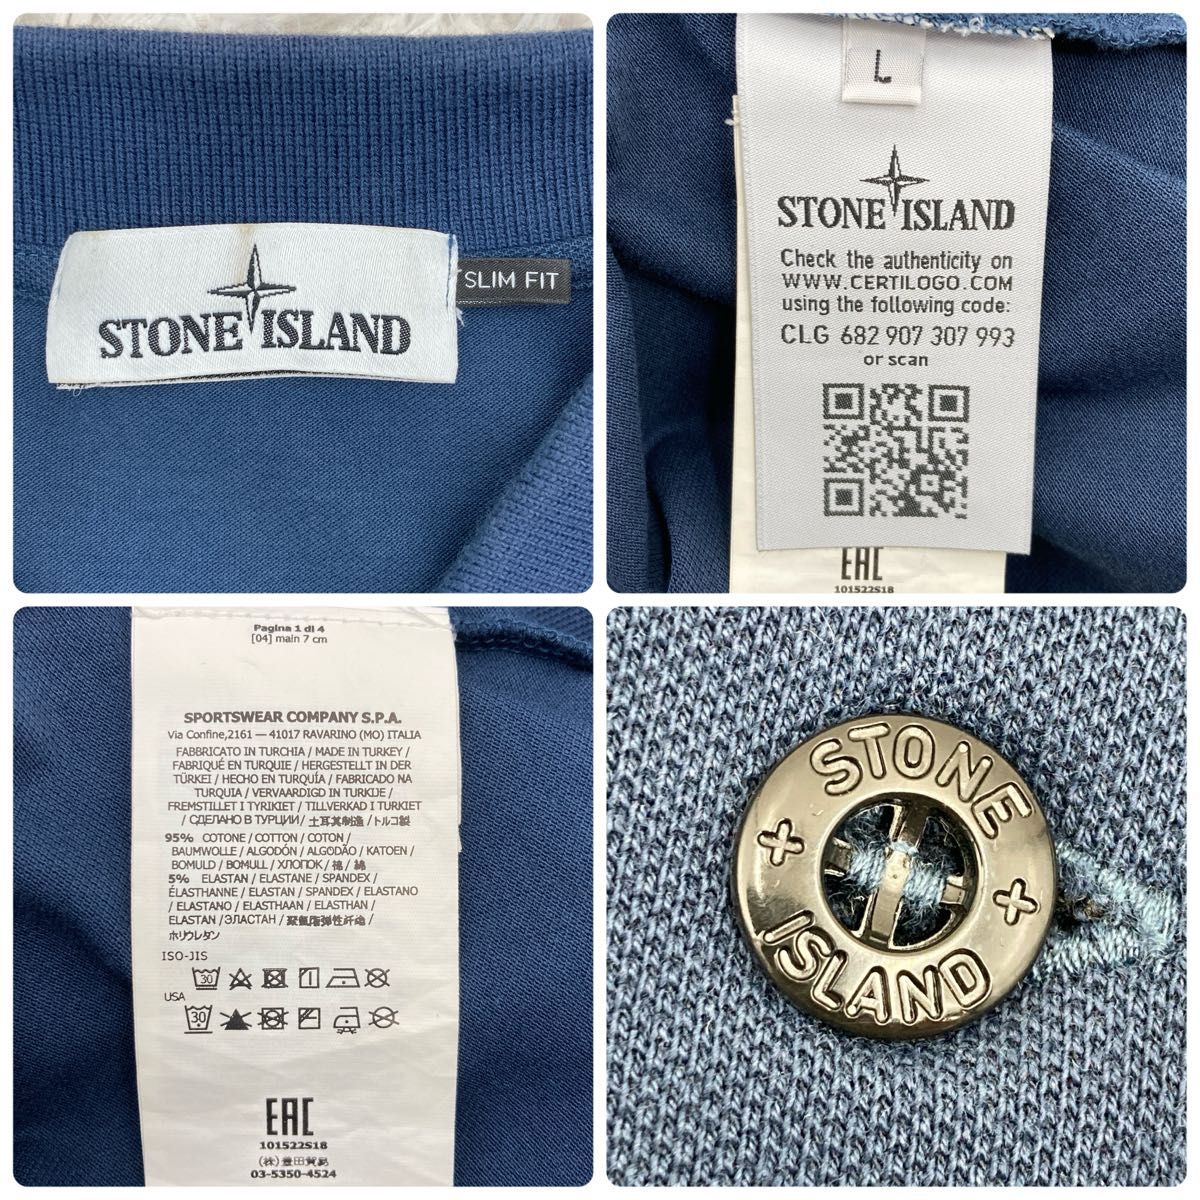 STONE ISLAND
SLIM FIT
L
STONE ISLAND
Check the authenticity on
WWW.CERTILOGO.COM
using the following code:
CLG 682 907 307 993
or scan
EAC
101522S18
Pagina 1 di 4
[04] main 7 cm
SPORTSWEAR COMPANY S.P.A.
Via Confine,2161 — 41017 RAVARINO (MO) ITALIA
FABBRICATO IN TURCHIA / MADE IN TURKEY /
FABRIQUÉ EN TURQUIE / HERGESTELLT IN DER
TÜRKEI / HECHO EN TURQUÍA / FABRICADO NA
TURQUIA / VERVAARDIGD IN TURKIJE /
FREMSTILLET I TYRKIET / TILLVERKAD I TURKIET
/ СДЕЛАНО В ТУРЦИИ/ 土耳其制造 /トルコ製
95% COTONE / COTTON / COTON /
BAUMWOLLE / ALGODÓN / ALGODÃO / KATOEN /
BOMULD / BOMULL / ХЛОПОК / 棉 / 綿
5% ELASTAN / ELASTANE / SPANDEX /
ÉLASTHANNE / ELASTAN / SPANDEX / ELASTANO
/ ELASTANO / ELASTHAAN / ELASTHAN /
ELASTAN /ЭЛАСТАН / 聚氨酯弹性纤维 /
ポリウレタン
ISO-JIS
30
USA
30
EAC
101522S18
(株)豊田貿易
03-5350-4524
STONE
ISLAND